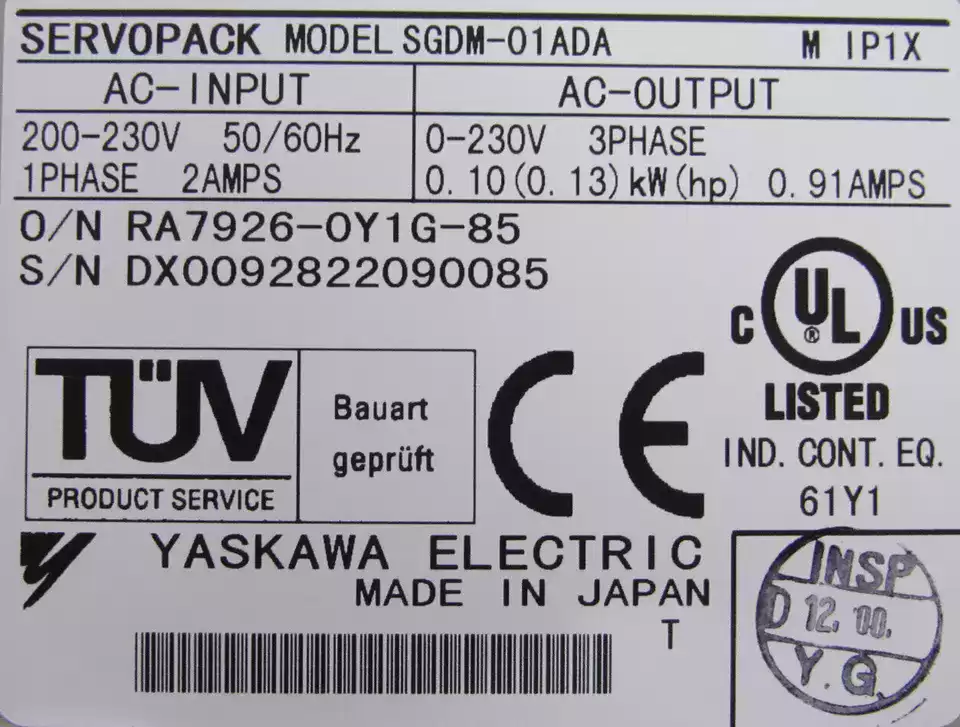 SERVOPACK MODEL SGDM-01ADA M IP1X
AC-INPUT AC-OUTPUT
200-230V 50/60Hz 0-230V 3PHASE
1PHASE 2AMPS 0.10(0.13)kW(hp) 0.91AMPS
O/N RA7926-0Y1G-85
S/N DX0092822090085
C UL® US
LISTED
IND. CONT. EQ.
61Y1
TÜV
PRODUCT SERVICE
Bauart
geprüft
CE
YASKAWA ELECTRIC
MADE IN JAPAN
T
INSP
D 12.00.
Y.G.